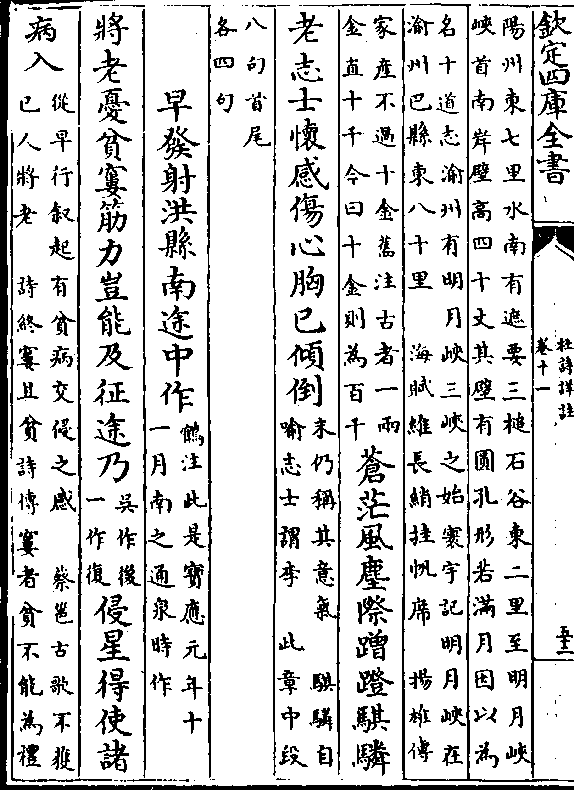 欽定四庫全書
杜詩詳註
卷十一
陽州東七里水南有遮要三槌石谷東二里至明月峽
峽首南岸壁高四十丈其壁有圓孔形若滿月因以為
名十道志渝州有明月峽三峽之始寰宇記明月峽在
渝州巴縣東八十里 海賦維長綃挂帆席 揚雄傳
家產不過十金舊注古者一兩
金直十千今曰十金則為百千
蒼茫風塵際蹭蹬騏驎
老志士懷感傷心胸已傾倒
末仍稱其意氣 騏驎自
喻志士謂李 此章中段
八句首尾
各四句
早發射洪縣南途中作
鶴注此是寶應元年十
一月南之通泉時作
將老憂貧窶筋力豈能及征途乃
吳作後
一作復
侵星得使諸
病入
從早行叙起有貧病交侵之感 蔡邕古歌不獲
已人將老 詩終窶且貧詩傳窶者貧不能為禮